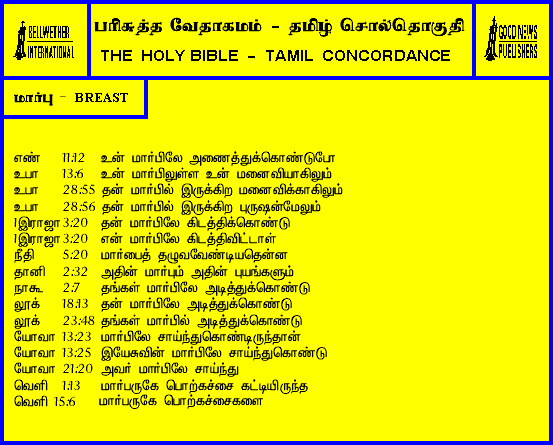 BELLWETHER
INTERNATIONAL
பரிசுத்த வேதாகமம் - தமிழ் சொல்தொகுதி
THE HOLY BIBLE - TAMIL CONCORDANCE
GOOD NEWS
PUBLISHERS
மார்பு - BREAST
எண் 11:12 உன் மார்பிலே அணைத்துக்கொண்டுபோ
உபா 13:6 உன் மார்பிலுள்ள உன் மனைவியாகிலும்
உபா 28:55 தன் மார்பில் இருக்கிற மனைவிக்காகிலும்
உபா 28:56 தன் மார்பில் இருக்கிற புருஷன்மேலும்
1இராஜா 3:20 தன் மார்பிலே கிடத்திக்கொண்டு
1இராஜா 3:20 என் மார்பிலே கிடத்திவிட்டாள்
நீதி 5:20 மார்பைத் தழுவவேண்டியதென்ன
தானி 2:32 அதின் மார்பும் அதின் புயங்களும்
நாகூ 2:7 தங்கள் மார்பிலே அடித்துக்கொண்டு
லூக் 18:13 தன் மார்பிலே அடித்துக்கொண்டு
லூக் 23:48 தங்கள் மார்பில் அடித்துக்கொண்டு
யோவா 13:23 மார்பிலே சாய்ந்துகொண்டிருந்தான்
யோவா 13:25 இயேசுவின் மார்பிலே சாய்ந்துகொண்டு
யோவா 21:20 அவர் மார்பிலே சாய்ந்து
வெளி 1:13 மார்பருகே பொற்கச்சை கட்டியிருந்த
வெளி 15:6 மார்பருகே பொற்கச்சைகளை